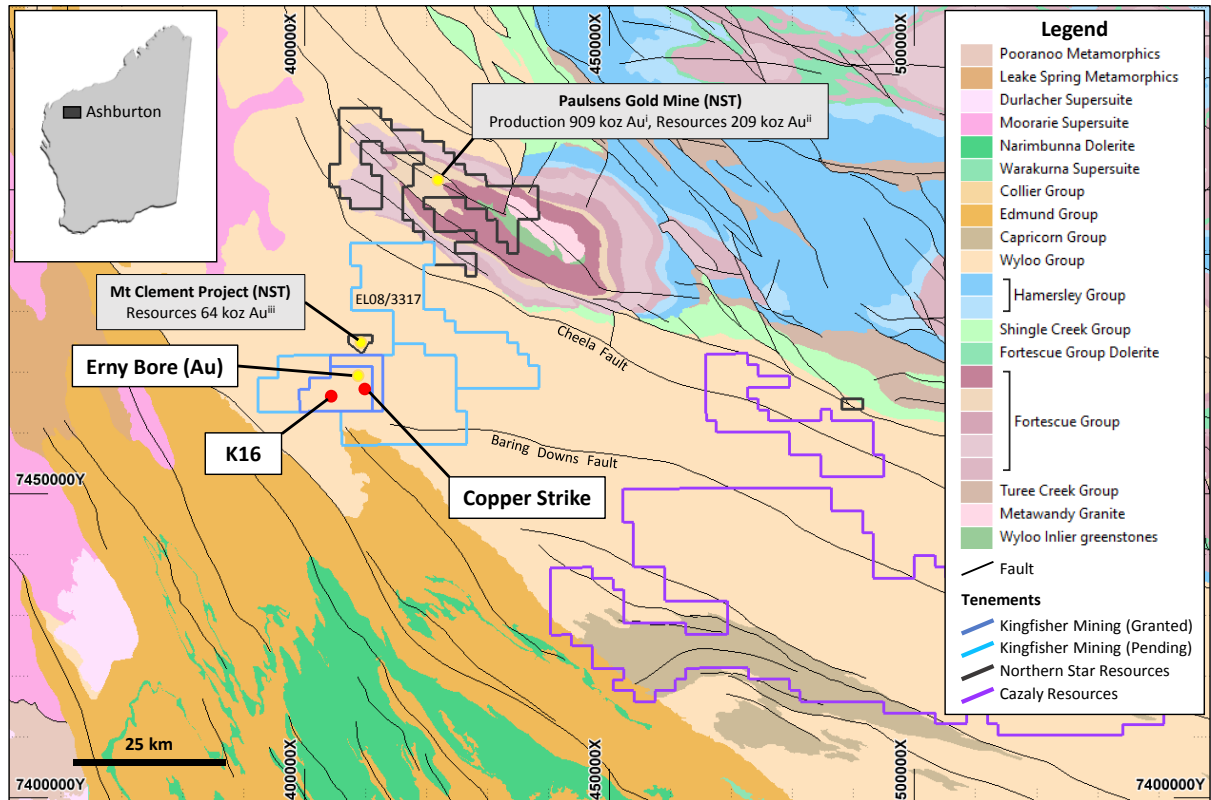 400000X
450000X
500000X
Ashburton
Paulsens Gold Mine (NST)
Production 909 koz Auⁱ, Resources 209 koz Auⁱⁱ
EL08/3317
Mt Clement Project (NST)
Resources 64 koz Auⁱⁱⁱ
Cheela Fault
Erny Bore (Au)
K16
Baring Downs Fault
Copper Strike
7450000Y
25 km
400000X
450000X
500000X
7400000Y
7400000Y
Legend
Pooranoo Metamorphics
Leake Spring Metamorphics
Durlacher Supersuite
Moorarie Supersuite
Narimbunna Dolerite
Warakurna Supersuite
Collier Group
Edmund Group
Capricorn Group
Wyloo Group
Hamersley Group
Shingle Creek Group
Fortescue Group Dolerite
Fortescue Group
Turee Creek Group
Metawandy Granite
Wyloo Inlier greenstones
Fault
Tenements
Kingfisher Mining (Granted)
Kingfisher Mining (Pending)
Northern Star Resources
Cazaly Resources